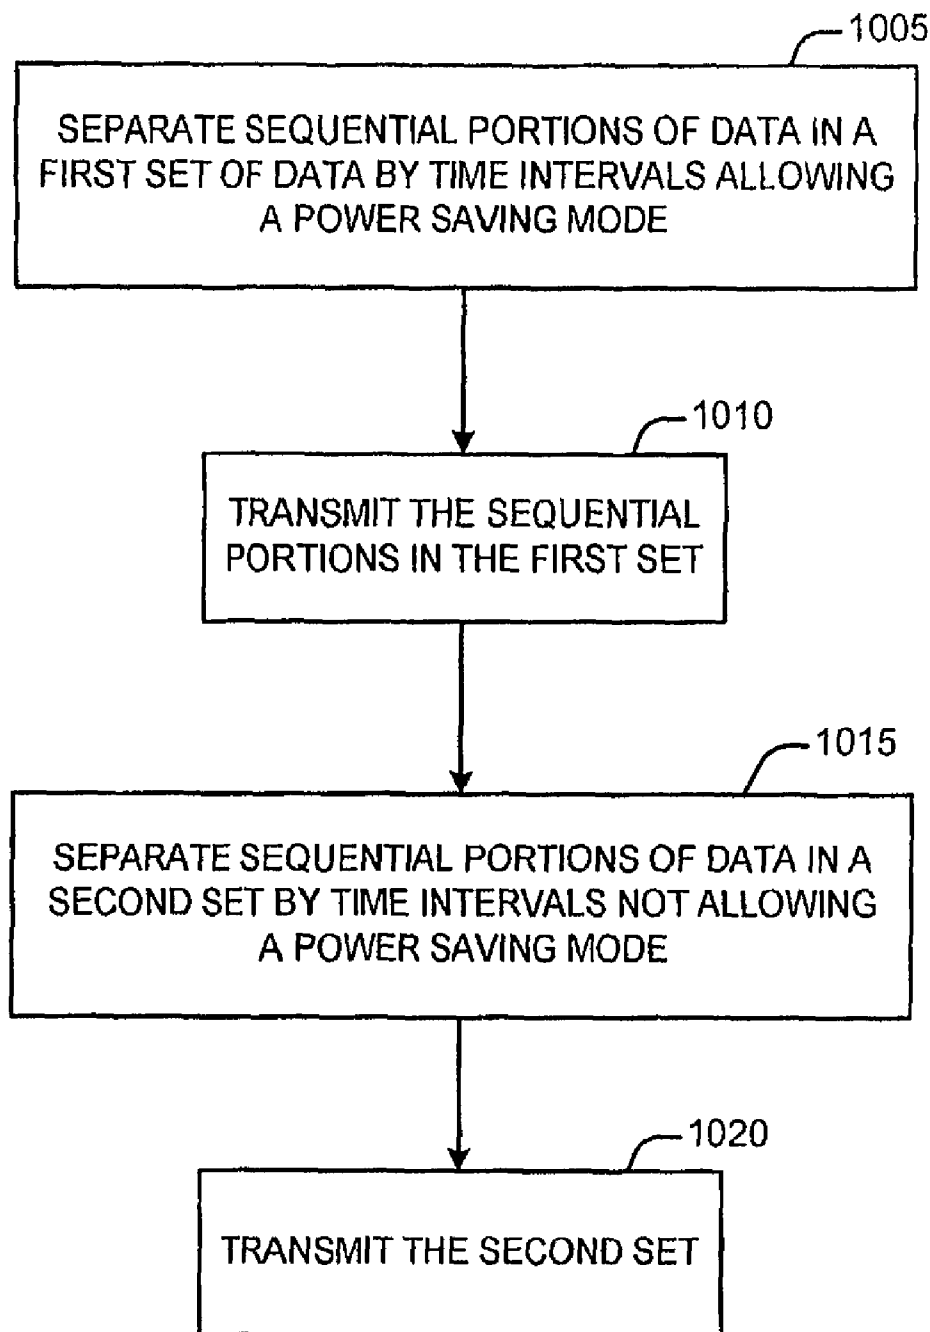 1005
SEPARATE SEQUENTIAL PORTIONS OF DATA IN A
FIRST SET OF DATA BY TIME INTERVALS ALLOWING
A POWER SAVING MODE
1010
TRANSMIT THE SEQUENTIAL
PORTIONS IN THE FIRST SET
1015
SEPARATE SEQUENTIAL PORTIONS OF DATA IN A
SECOND SET BY TIME INTERVALS NOT ALLOWING
A POWER SAVING MODE
1020
TRANSMIT THE SECOND SET